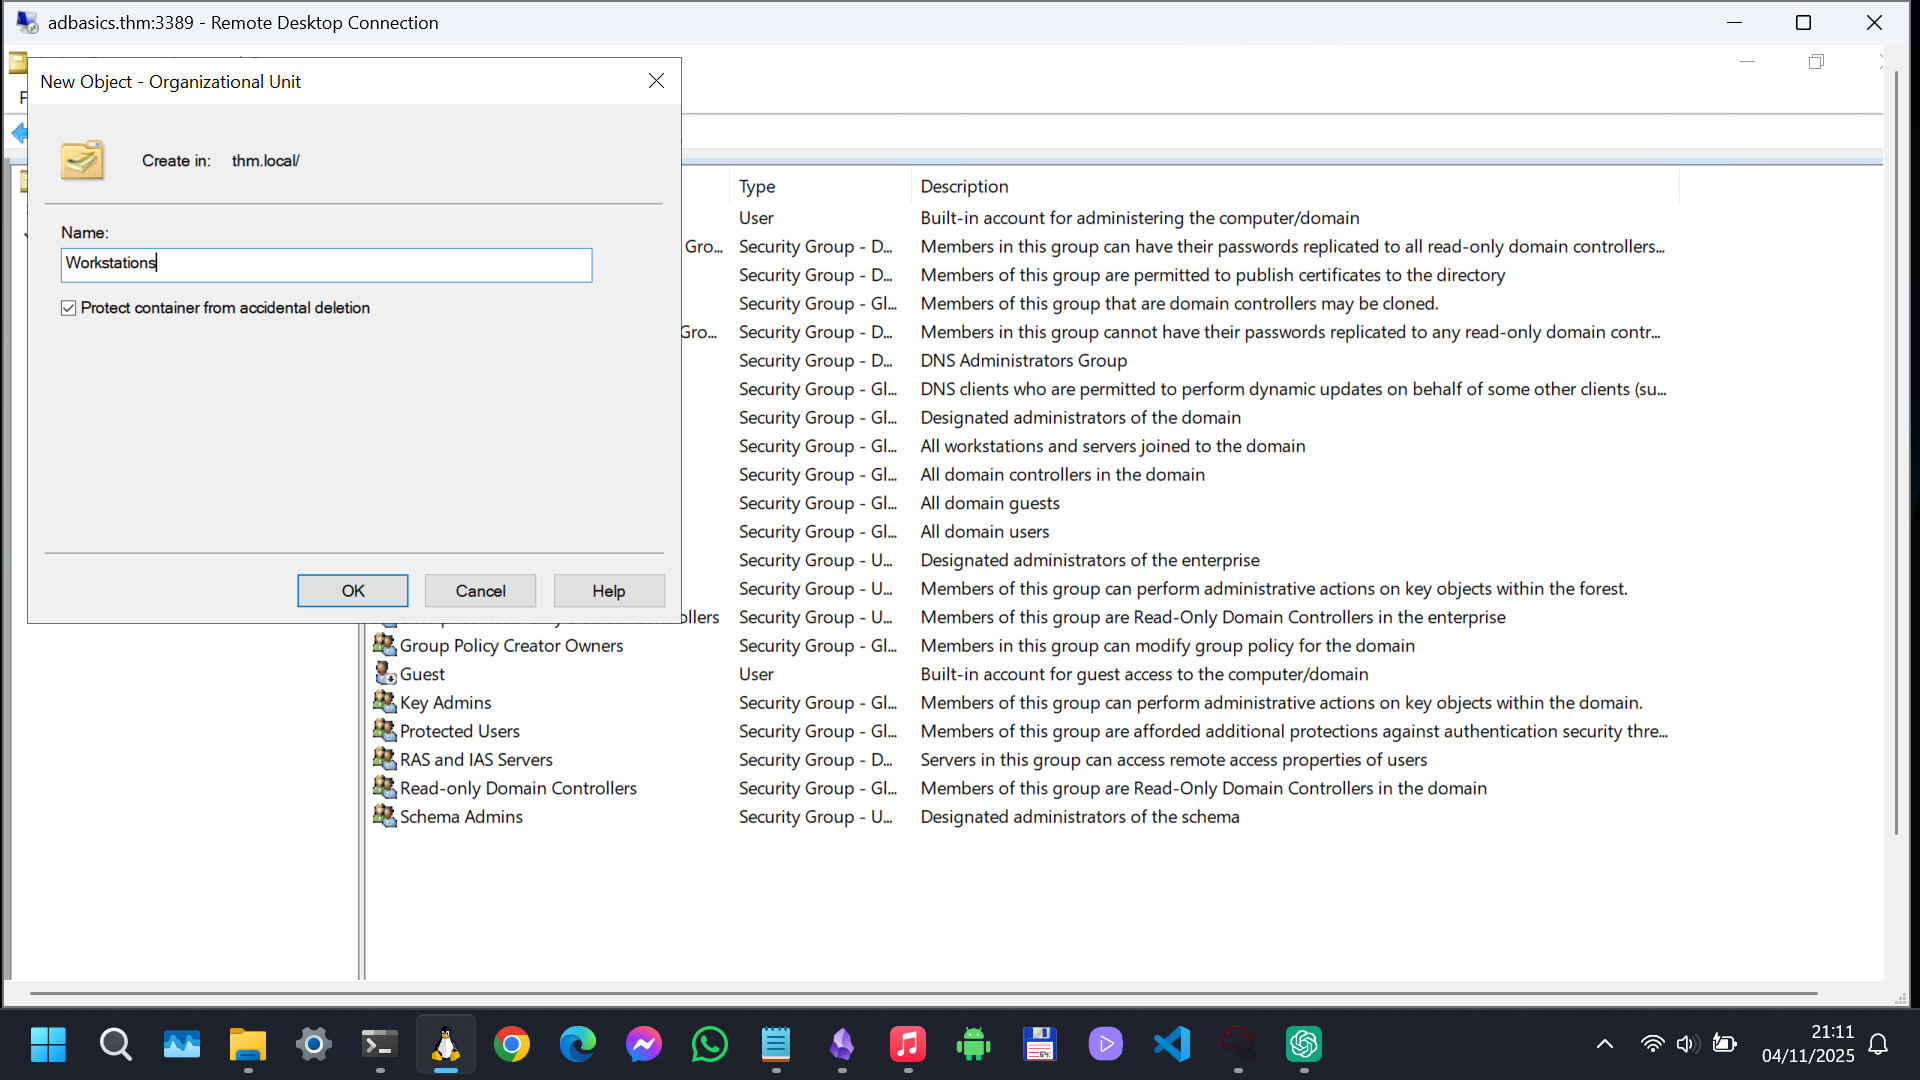 adbasics.thm:3389 - Remote Desktop Connection
New Object - Organizational Unit
Create in: thm.local/
Name:
Workstations
Protect container from accidental deletion
OK Cancel Help
Type Description
User Built-in account for administering the computer/domain
Gro... Security Group - D... Members in this group can have their passwords replicated to all read-only domain controllers...
Security Group - D... Members of this group are permitted to publish certificates to the directory
Security Group - Gl... Members of this group that are domain controllers may be cloned.
Gro... Security Group - D... Members in this group cannot have their passwords replicated to any read-only domain contr...
Security Group - D... DNS Administrators Group
Security Group - Gl... DNS clients who are permitted to perform dynamic updates on behalf of some other clients (su...
Security Group - Gl... Designated administrators of the domain
Security Group - Gl... All workstations and servers joined to the domain
Security Group - Gl... All domain controllers in the domain
Security Group - Gl... All domain guests
Security Group - Gl... All domain users
Security Group - U... Designated administrators of the enterprise
Security Group - U... Members of this group can perform administrative actions on key objects within the forest.
Security Group - U... Members of this group are Read-Only Domain Controllers in the enterprise
Group Policy Creator Owners Security Group - Gl... Members in this group can modify group policy for the domain
Guest User Built-in account for guest access to the computer/domain
Key Admins Security Group - Gl... Members of this group can perform administrative actions on key objects within the domain.
Protected Users Security Group - Gl... Members of this group are afforded additional protections against authentication security thre...
RAS and IAS Servers Security Group - D... Servers in this group can access remote access properties of users
Read-only Domain Controllers Security Group - Gl... Members of this group are Read-Only Domain Controllers in the domain
Schema Admins Security Group - U... Designated administrators of the schema
64
21:11
04/11/2025